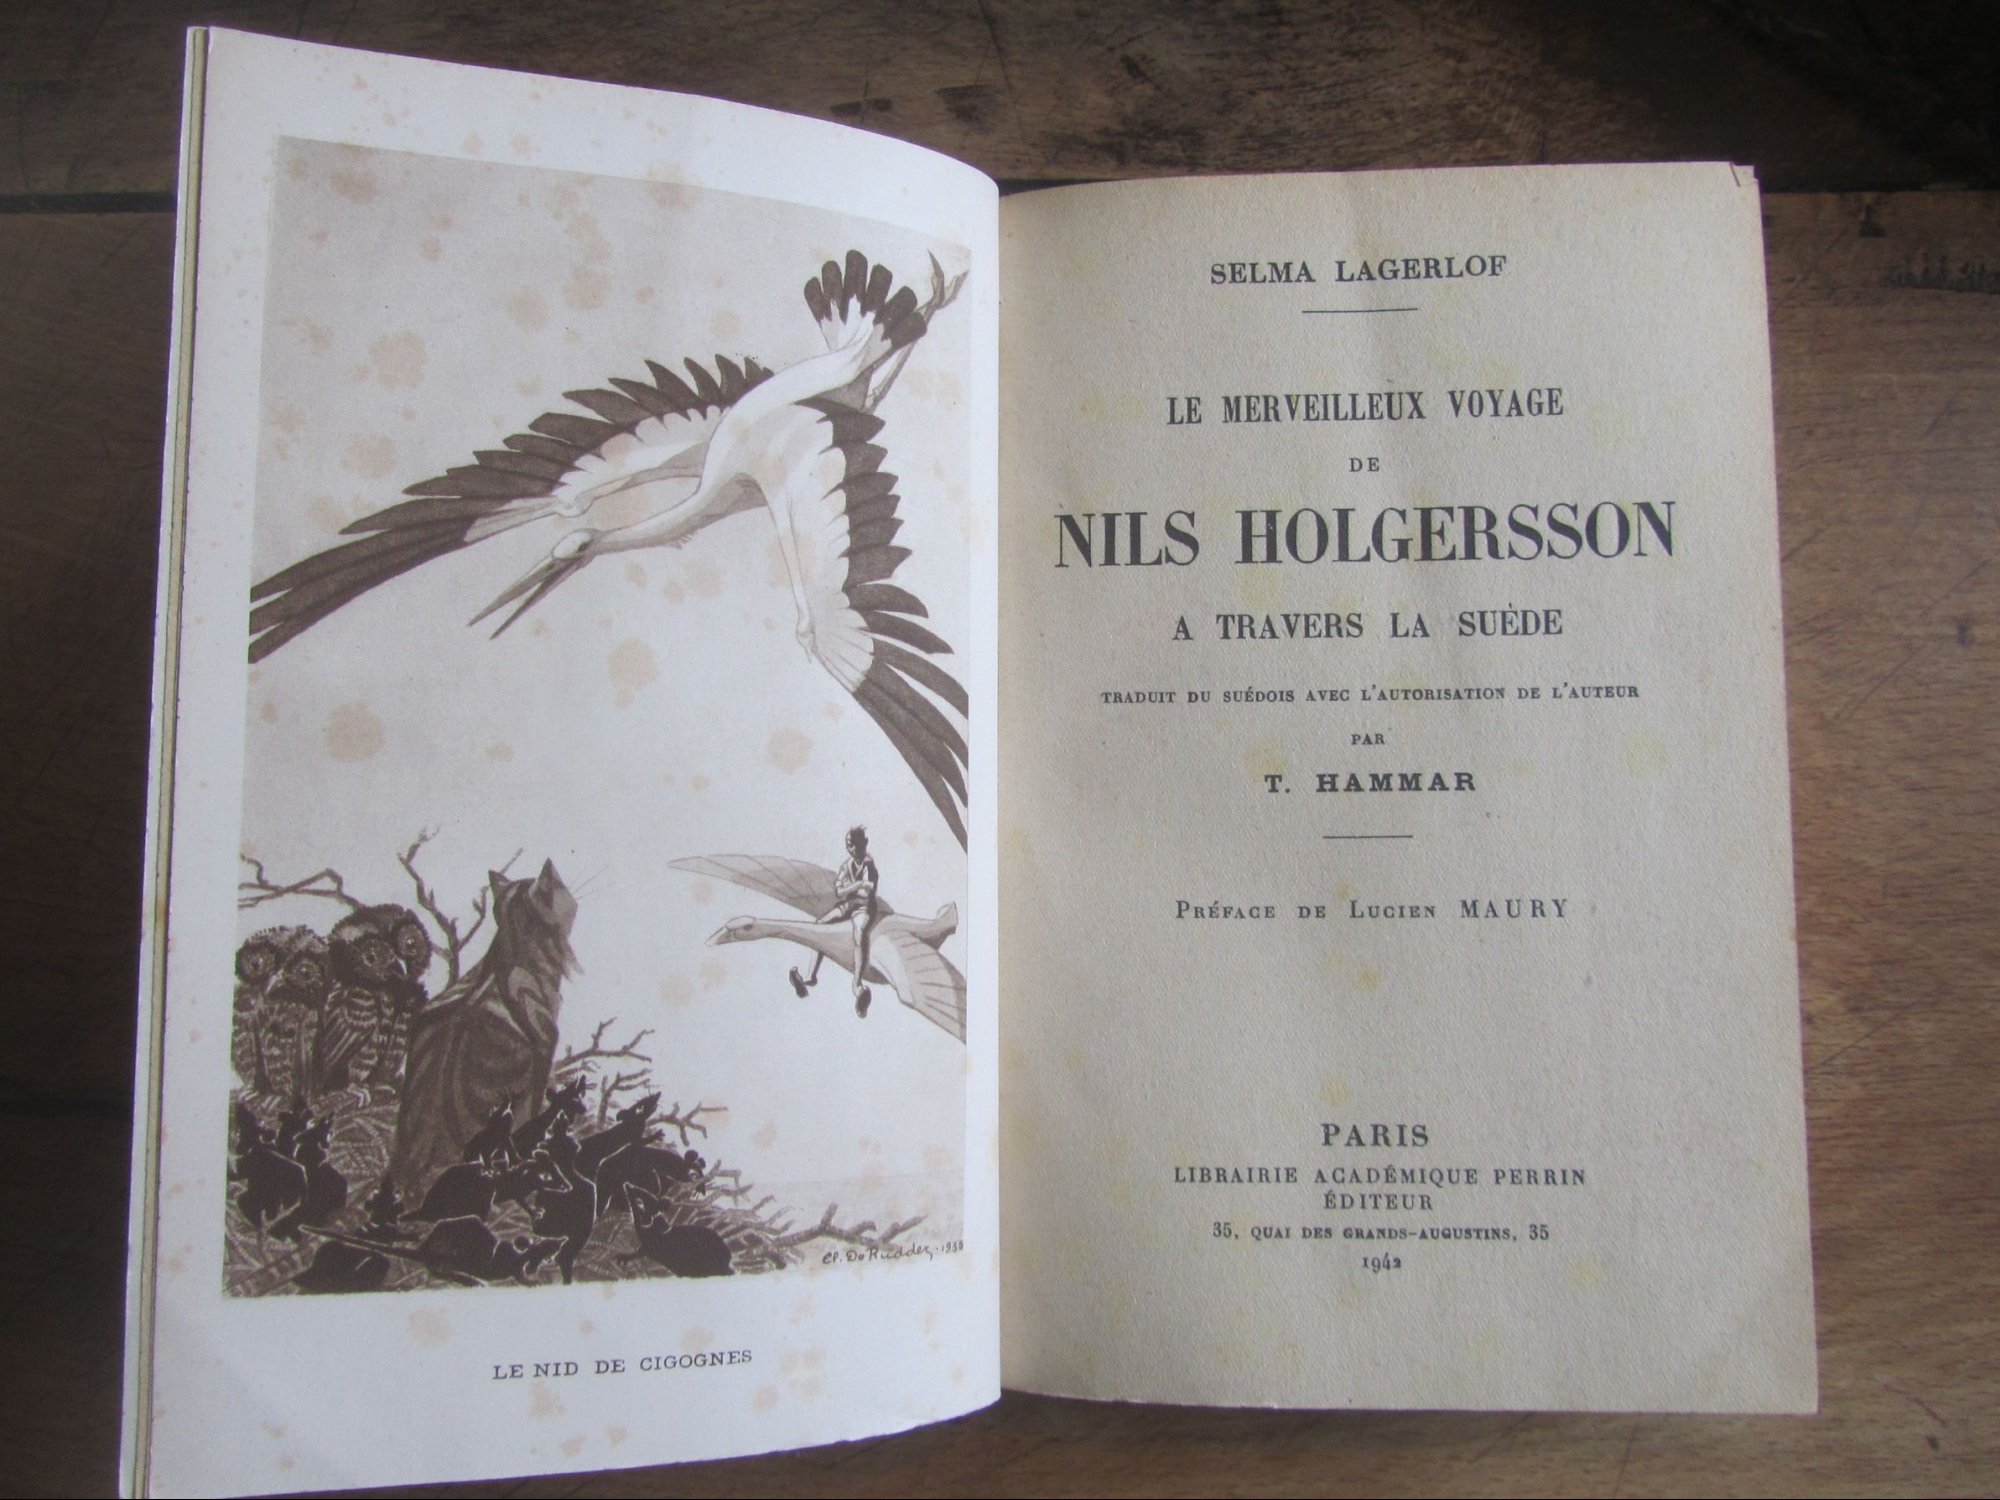 El. De Rudder, 1938
LE NID DE CIGOGNES
SELMA LAGERLOF
LE MERVEILLEUX VOYAGE
DE
NILS HOLGERSSON
A TRAVERS LA SUÈDE
TRADUIT DU SUÉDOIS AVEC L'AUTORISATION DE L'AUTEUR
PAR
T. HAMMAR
PRÉFACE DE LUCIEN MAURY
PARIS
LIBRAIRIE ACADÉMIQUE PERRIN
ÉDITEUR
35, QUAI DES GRANDS-AUGUSTINS, 35
1942